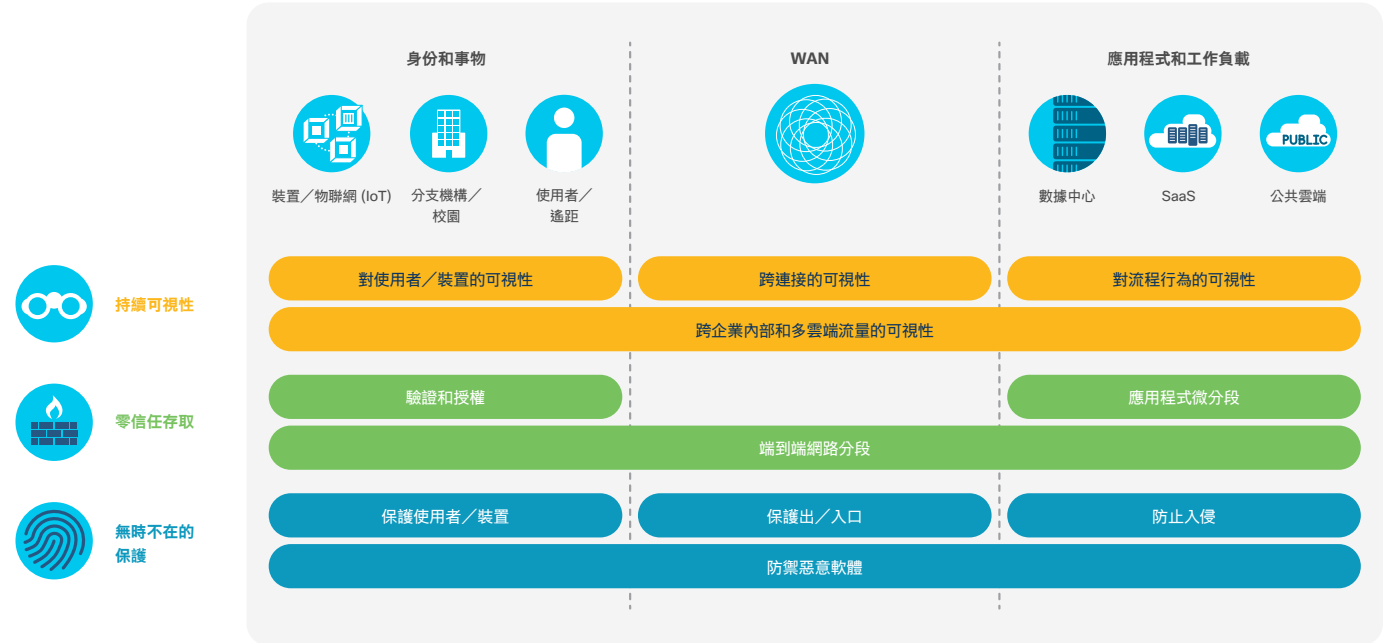 身份和事物
WAN
應用程式和工作負載
PUBLIC
裝置／物聯網 (IoT)
分支機構／
校園
使用者／
遙距
數據中心
SaaS
公共雲端
持續可視性
對使用者／裝置的可視性
跨連接的可視性
對流程行為的可視性
跨企業內部和多雲端流量的可視性
零信任存取
驗證和授權
應用程式微分段
端到端網路分段
無時不在的
保護
保護使用者／裝置
保護出／入口
防止入侵
防禦惡意軟體